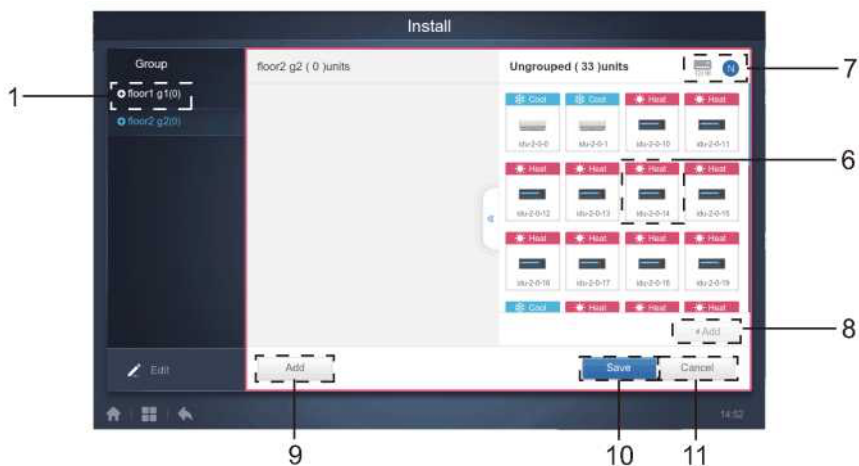 Install
Group
floor2 g2 ( 0 )units
Ungrouped ( 33 )units
N
7
1
floor1 g1(0)
floor2 g2(0)
Cool
Cool
Heat
Heat
idu-2-0-0
idu-2-0-1
idu-2-0-10
idu-2-0-11
6
Heat
Heat
Heat
Heat
idu-2-0-12
idu-2-0-13
idu-2-0-14
idu-2-0-15
Heat
Heat
Heat
Heat
idu-2-0-16
idu-2-0-17
idu-2-0-18
idu-2-0-19
Cool
Heat
Heat
Heat
Add
8
Edit
Add
Save
Cancel
14:52
9
10
11